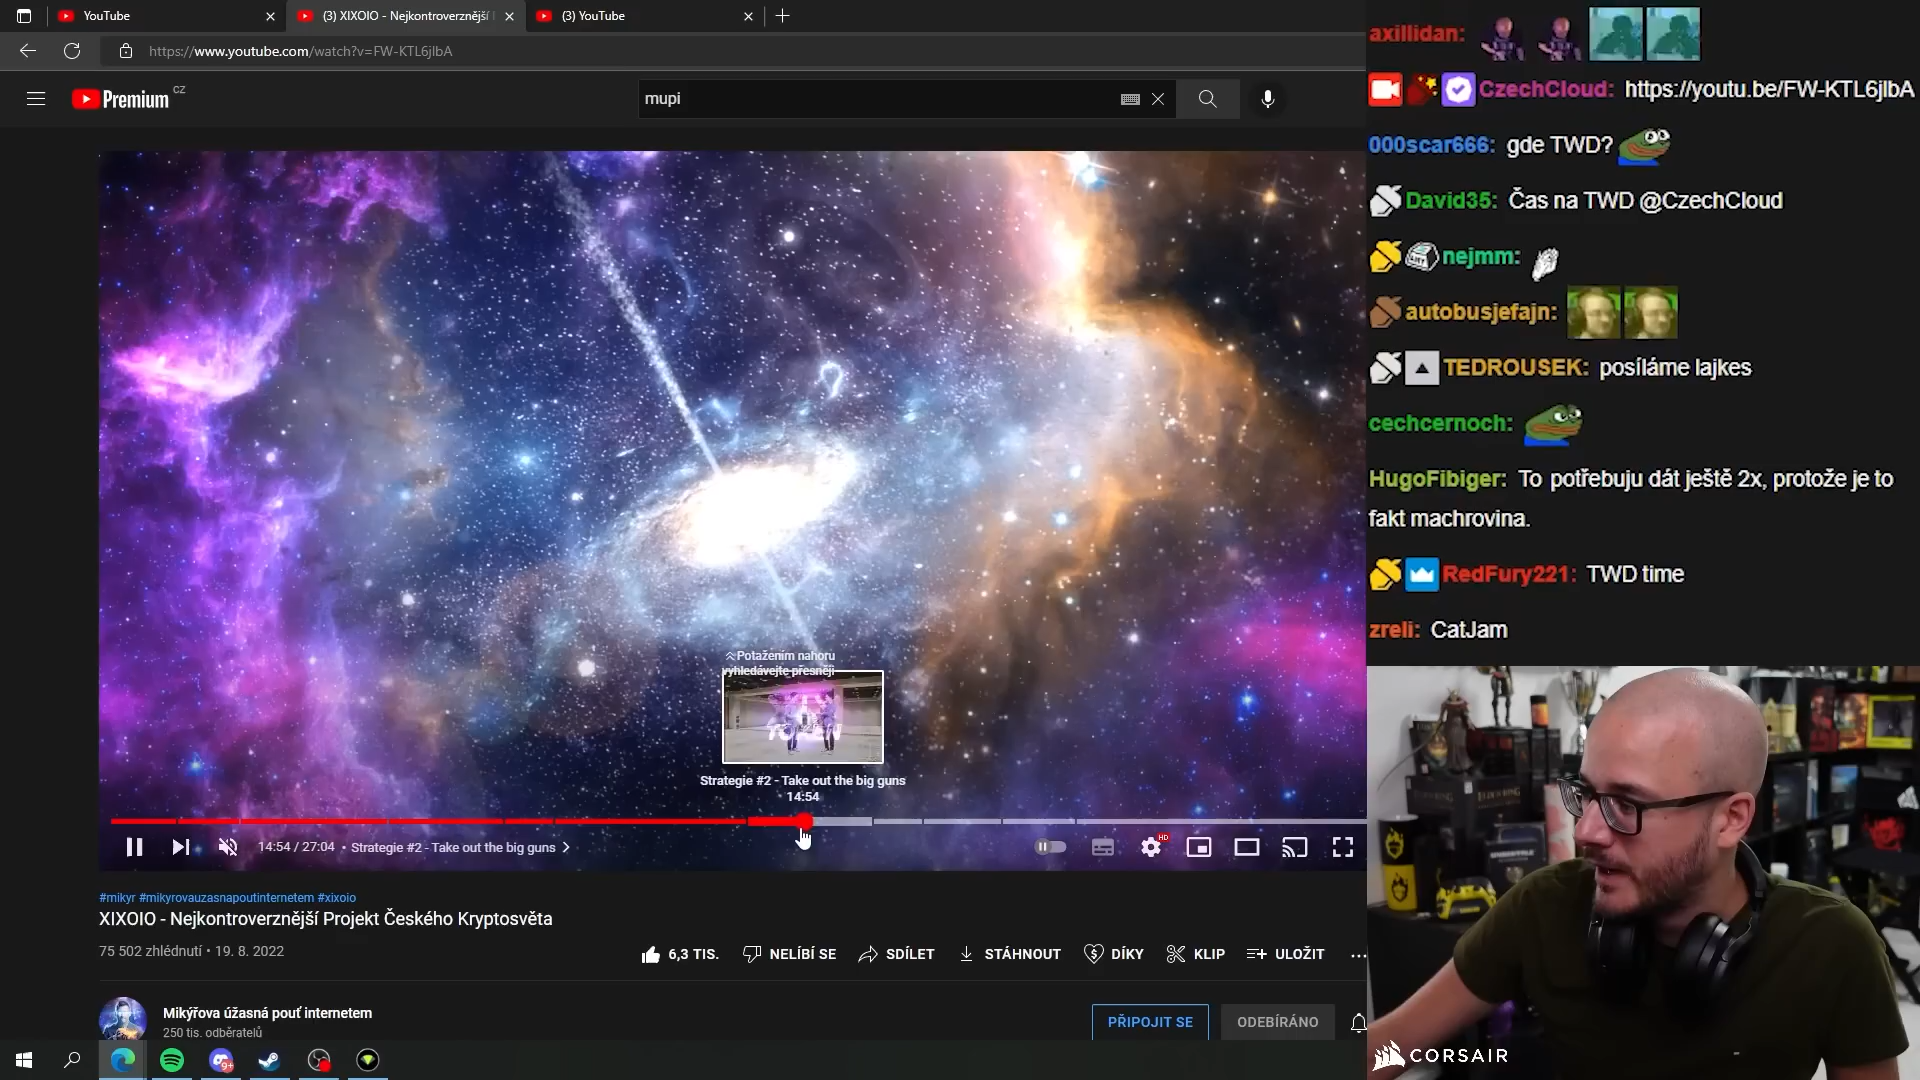 YouTube
(3) XIXOIO - Nejkontroverznější
(3) YouTube
https://www.youtube.com/watch?v=FW-KTL6jlbA
Premium CZ
mupi
Potažením nahoru
vyhledávejte přesněji
Strategie #2 - Take out the big guns
14:54
14:54 / 27:04 • Strategie #2 - Take out the big guns
HD
#mikyr #mikyrovauzasnapoutinternetem #xixoio
XIXOIO - Nejkontroverznější Projekt Českého Kryptosvěta
75 502 zhlédnutí • 19. 8. 2022
6,3 TIS.
NELÍBÍ SE
SDÍLET
STÁHNOUT
DÍKY
KLIP
ULOŽIT
Mikýřova úžasná pouť internetem
250 tis. odběratelů
PŘIPOJIT SE
ODEBÍRÁNO
9+
axillidan:
CzechCloud: https://youtu.be/FW-KTL6jlbA
000scar666: gde TWD?
David35: Čas na TWD @CzechCloud
nejmm:
autobusjefajn:
TEDROUSEK: posíláme lajkes
cechcernoch:
HugoFibiger: To potřebuju dát ještě 2x, protože je to
fakt machrovina.
RedFury221: TWD time
zreli: CatJam
CORSAIR